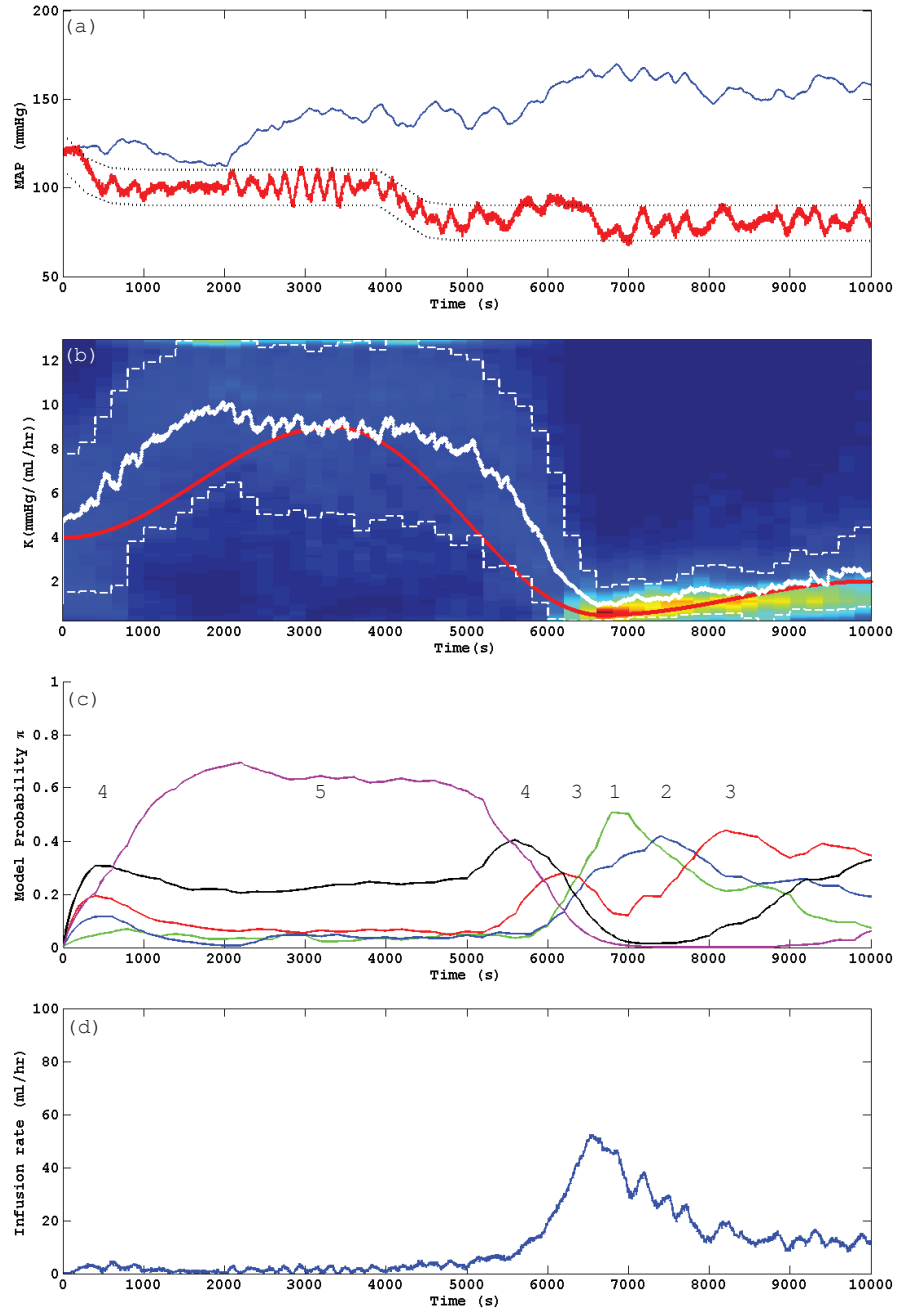 (a)
200
150
100
50
MAP (mmHg)
0 1000 2000 3000 4000 5000 6000 7000 8000 9000 10000
Time (s)
(b)
12
10
8
6
4
2
K(mmHg/(ml/hr))
0 1000 2000 3000 4000 5000 6000 7000 8000 9000 10000
Time(s)
(c)
1
0.8
0.6
0.4
0.2
0
Model Probability π
4 5 4 3 1 2 3
0 1000 2000 3000 4000 5000 6000 7000 8000 9000 10000
Time (s)
(d)
100
80
60
40
20
0
Infusion rate (ml/hr)
0 1000 2000 3000 4000 5000 6000 7000 8000 9000 10000
Time (s)